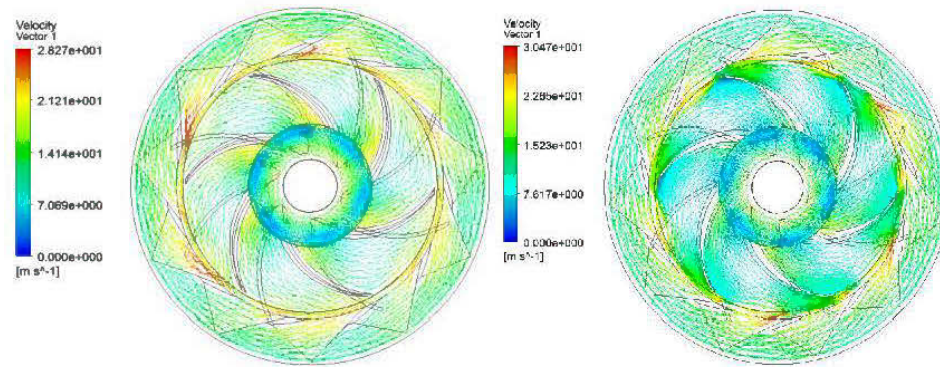 Velocity
Vector 1
2.827e+001
2.121e+001
1.414e+001
7.069e+000
0.000e+000
[m s^-1]
Velocity
Vector 1
3.047e+001
2.285e+001
1.523e+001
7.617e+000
0.000e+000
[m s^-1]